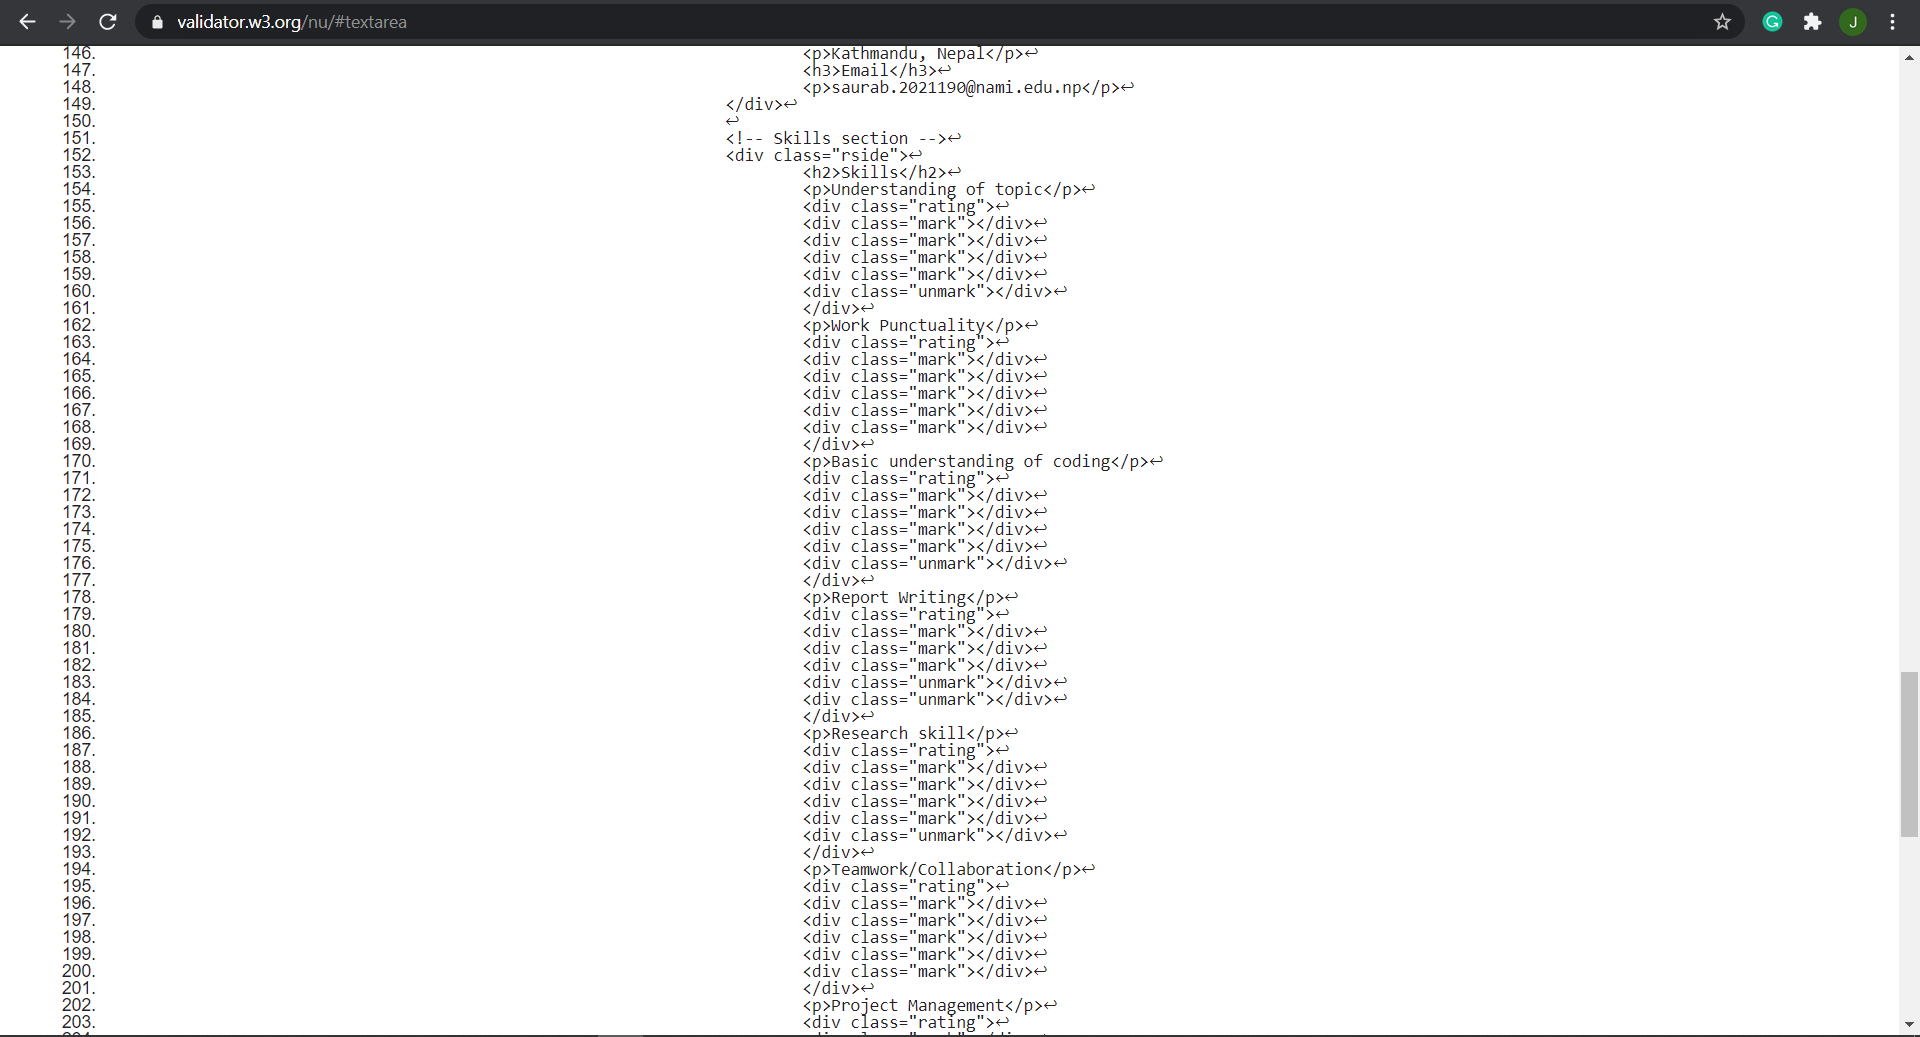 validator.w3.org/nu/#textarea
J
146. <p>Kathmandu, Nepal</p>↩
147. <h3>Email</h3>↩
148. <p>saurab.2021190@nami.edu.np</p>↩
149. </div>↩
150. ↩
151. <!-- Skills section -->↩
152. <div class="rside">↩
153. <h2>Skills</h2>↩
154. <p>Understanding of topic</p>↩
155. <div class="rating">↩
156. <div class="mark"></div>↩
157. <div class="mark"></div>↩
158. <div class="mark"></div>↩
159. <div class="mark"></div>↩
160. <div class="unmark"></div>↩
161. </div>↩
162. <p>Work Punctuality</p>↩
163. <div class="rating">↩
164. <div class="mark"></div>↩
165. <div class="mark"></div>↩
166. <div class="mark"></div>↩
167. <div class="mark"></div>↩
168. <div class="mark"></div>↩
169. </div>↩
170. <p>Basic understanding of coding</p>↩
171. <div class="rating">↩
172. <div class="mark"></div>↩
173. <div class="mark"></div>↩
174. <div class="mark"></div>↩
175. <div class="mark"></div>↩
176. <div class="unmark"></div>↩
177. </div>↩
178. <p>Report Writing</p>↩
179. <div class="rating">↩
180. <div class="mark"></div>↩
181. <div class="mark"></div>↩
182. <div class="mark"></div>↩
183. <div class="unmark"></div>↩
184. <div class="unmark"></div>↩
185. </div>↩
186. <p>Research skill</p>↩
187. <div class="rating">↩
188. <div class="mark"></div>↩
189. <div class="mark"></div>↩
190. <div class="mark"></div>↩
191. <div class="mark"></div>↩
192. <div class="unmark"></div>↩
193. </div>↩
194. <p>Teamwork/Collaboration</p>↩
195. <div class="rating">↩
196. <div class="mark"></div>↩
197. <div class="mark"></div>↩
198. <div class="mark"></div>↩
199. <div class="mark"></div>↩
200. <div class="mark"></div>↩
201. </div>↩
202. <p>Project Management</p>↩
203. <div class="rating">↩